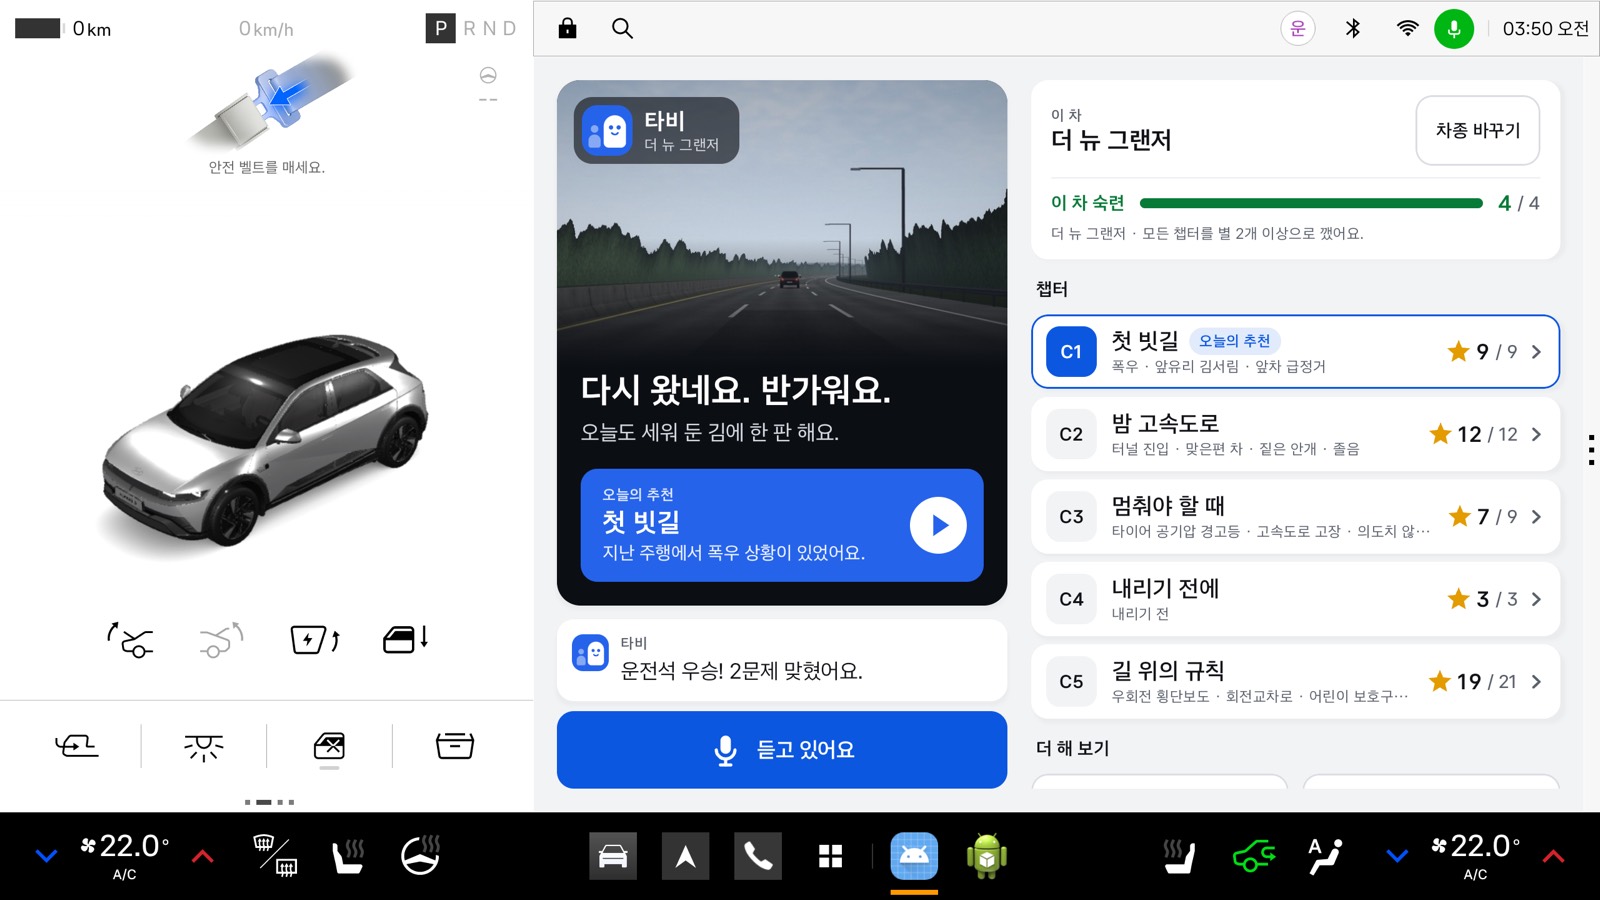 0km
0km/h
P R N D
--
안전 벨트를 매세요.
운
03:50 오전
타비
더 뉴 그랜저
다시 왔네요. 반가워요.
오늘도 세워 둔 김에 한 판 해요.
오늘의 추천
첫 빗길
지난 주행에서 폭우 상황이 있었어요.
타비
운전석 우승! 2문제 맞혔어요.
듣고 있어요
이 차
더 뉴 그랜저
차종 바꾸기
이 차 숙련
4 / 4
더 뉴 그랜저 · 모든 챕터를 별 2개 이상으로 깼어요.
챕터
C1
첫 빗길 오늘의 추천
폭우 · 앞유리 김서림 · 앞차 급정거
9 / 9
C2
밤 고속도로
터널 진입 · 맞은편 차 · 짙은 안개 · 졸음
12 / 12
C3
멈춰야 할 때
타이어 공기압 경고등 · 고속도로 고장 · 의도치 않…
7 / 9
C4
내리기 전에
내리기 전
3 / 3
C5
길 위의 규칙
우회전 횡단보도 · 회전교차로 · 어린이 보호구…
19 / 21
더 해 보기
22.0°
A/C
A
22.0°
A/C